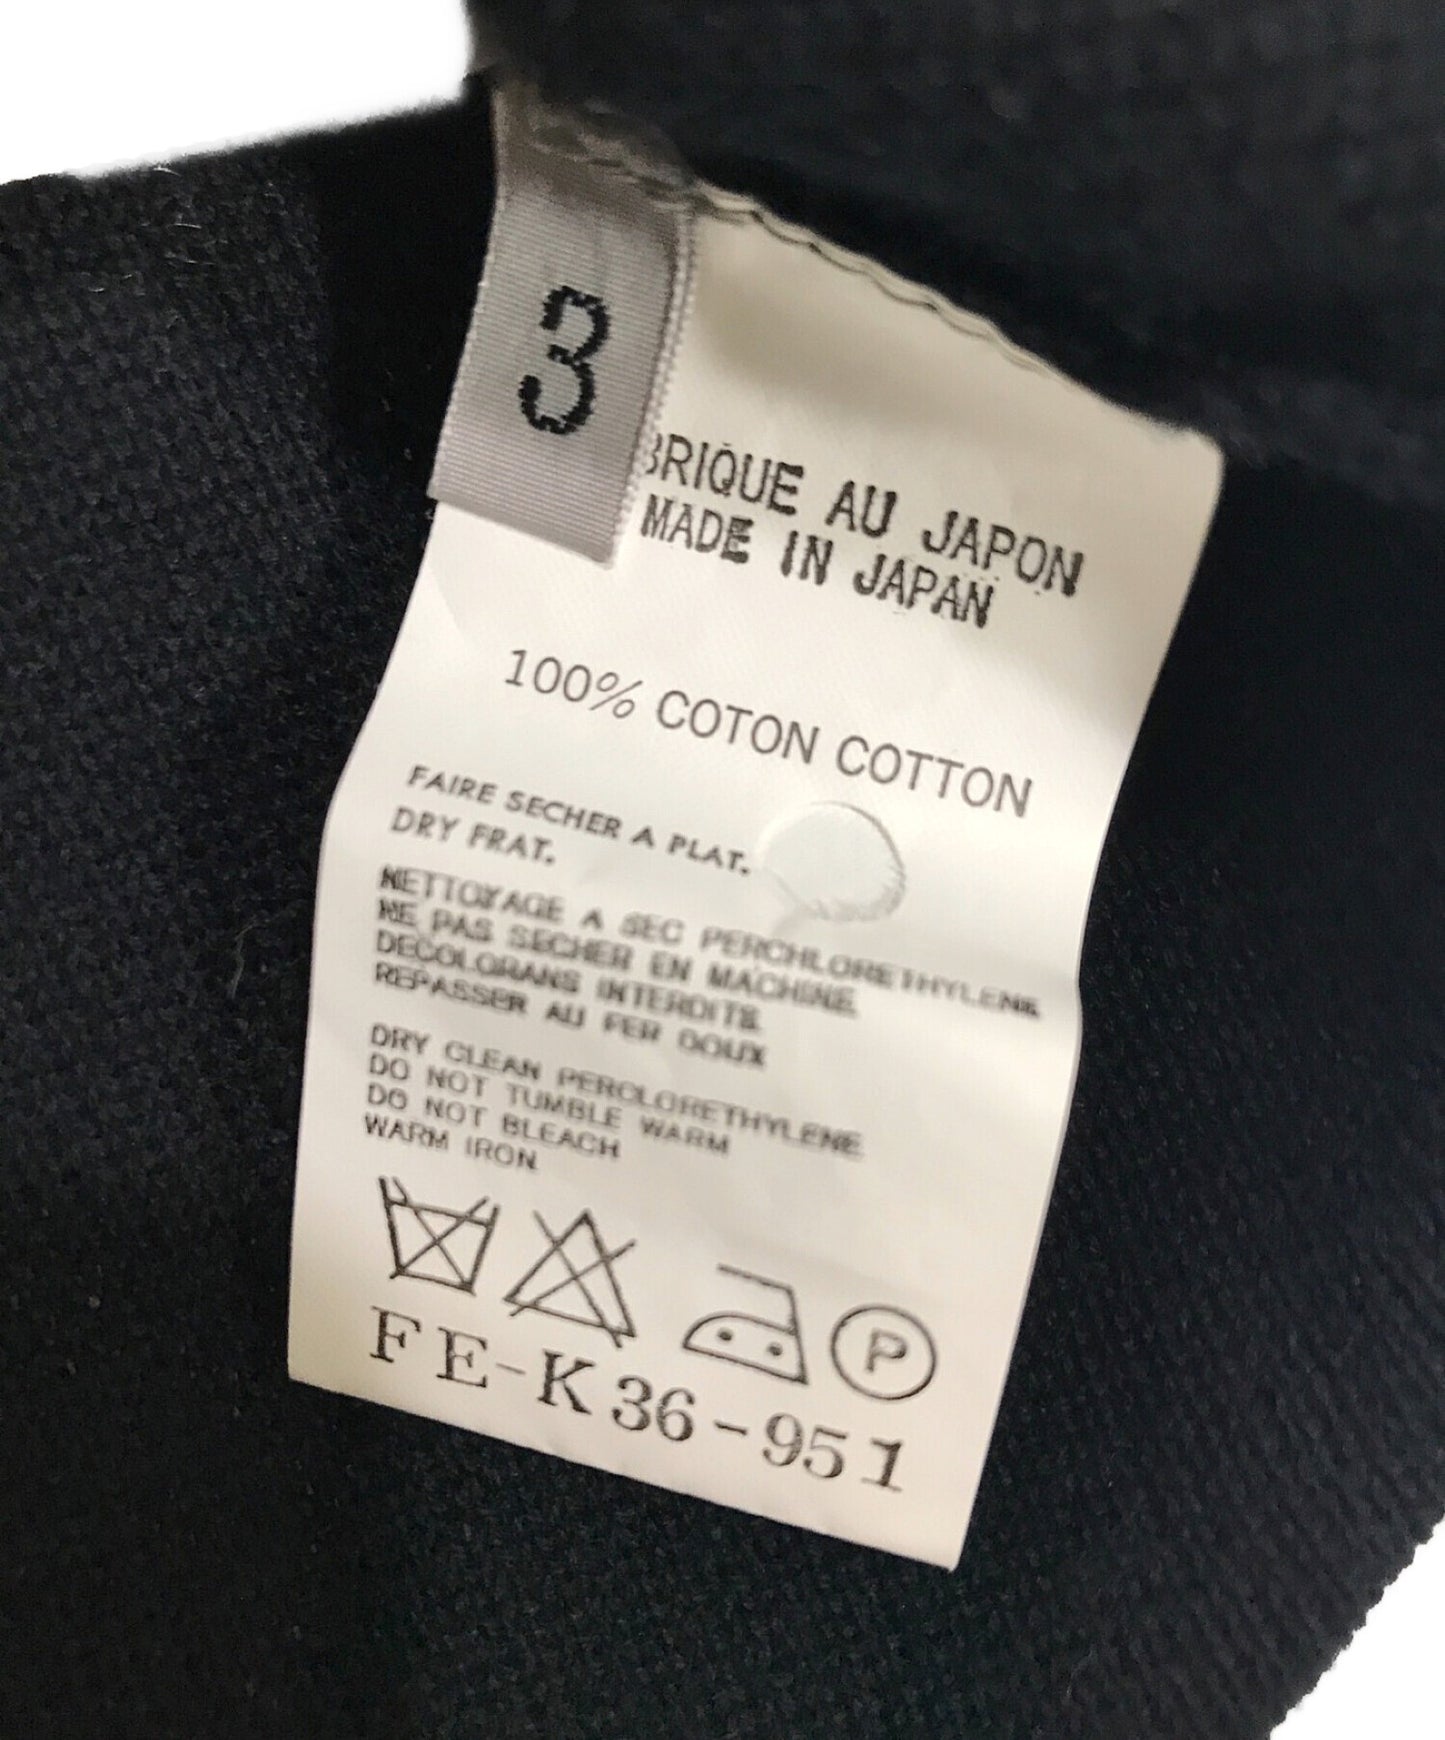 3
BRIQUE AU JAPON
MADE IN JAPAN
100% COTON COTTON
FAIRE SECHER A PLAT.
DRY FRAT.
NETTOYAGE A SEC PERCHLORETHYLENE
NE PAS SECHER EN MACHINE
DECOLORANS INTERDITS
REPASSER AU FER DOUX
DRY CLEAN PERCLORETHYLENE
DO NOT TUMBLE WARM
DO NOT BLEACH
WARM IRON
P
FE-K36-951